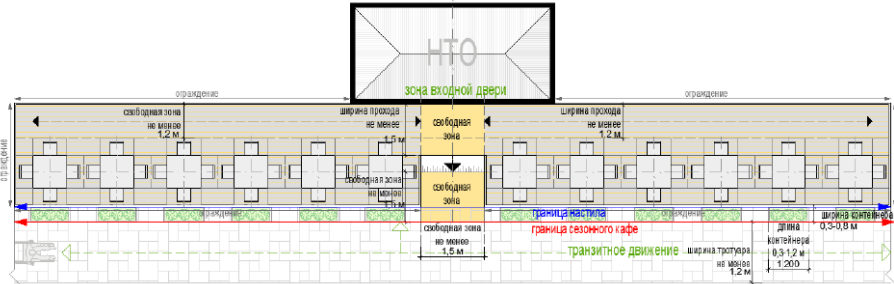 НТО
зона входной двери
ограждение
ограждение
свободная зона
не менее
1,2 м
ширина прохода
не менее
1,5 м
свободная
зона
ширина прохода
не менее
1,2 м
ограждение
свободная зона
не менее
1,5 м
свободная
зона
ограждение
граница настила
ограждение
ширина контейнера
0,3-0,8 м
граница сезонного кафе
свободная зона
не менее
1,5 м
транзитное движение
ширина тротуара
не менее
1,2 м
длина
контейнера
0,3-1,2 м
1.200